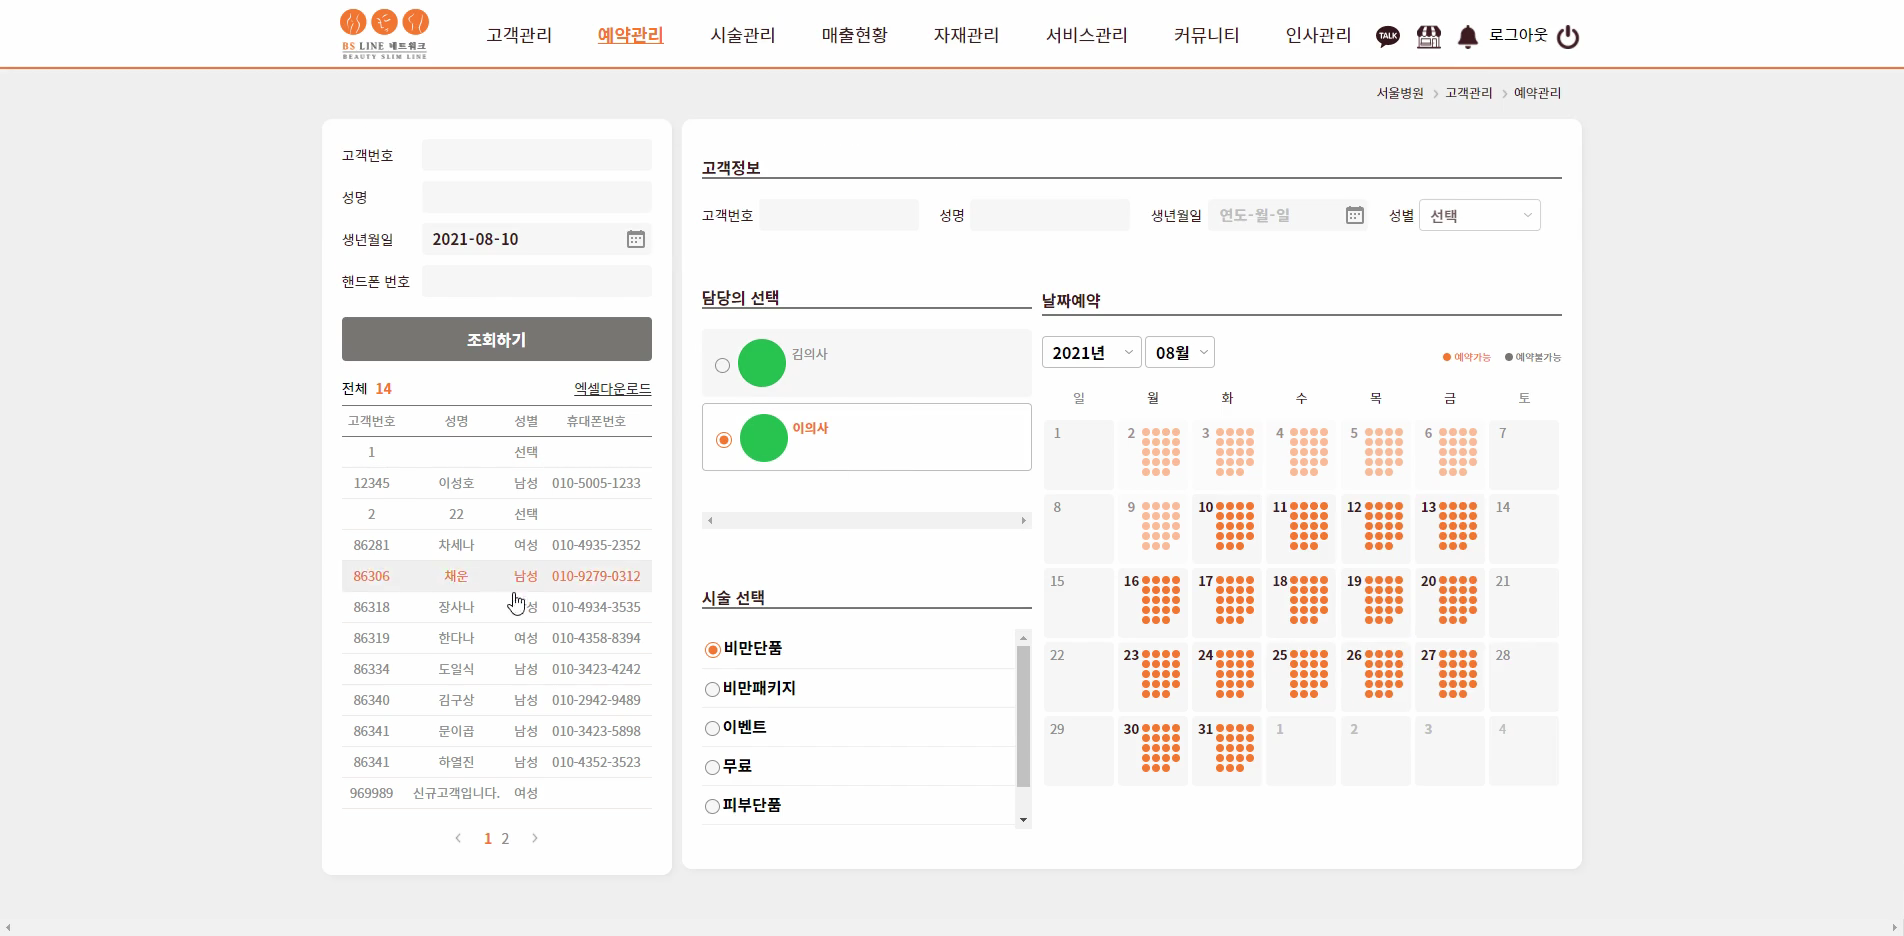 BS LINE 네트워크
BEAUTY SLIM LINE
고객관리 예약관리 시술관리 매출현황 자재관리 서비스관리 커뮤니티 인사관리 TALK 로그아웃
서울병원 > 고객관리 > 예약관리
고객번호
성명
생년월일 2021-08-10
핸드폰 번호
조회하기
전체 14 엑셀다운로드
고객번호 성명 성별 휴대폰번호
1 선택
12345 이성호 남성 010-5005-1233
2 22 선택
86281 차세나 여성 010-4935-2352
86306 채운 남성 010-9279-0312
86318 장사나 성 010-4934-3535
86319 한다나 여성 010-4358-8394
86334 도일식 남성 010-3423-4242
86340 김구상 남성 010-2942-9489
86341 문이곱 남성 010-3423-5898
86341 하열진 남성 010-4352-3523
969989 신규고객입니다. 여성
< 1 2 >
고객정보
고객번호 성명 생년월일 연도-월-일 성별 선택
담당의 선택
김의사
이의사
시술 선택
비만단품
비만패키지
이벤트
무료
피부단품
날짜예약
2021년 08월
예약가능 예약불가능
일 월 화 수 목 금 토
1 2 3 4 5 6 7
8 9 10 11 12 13 14
15 16 17 18 19 20 21
22 23 24 25 26 27 28
29 30 31 1 2 3 4